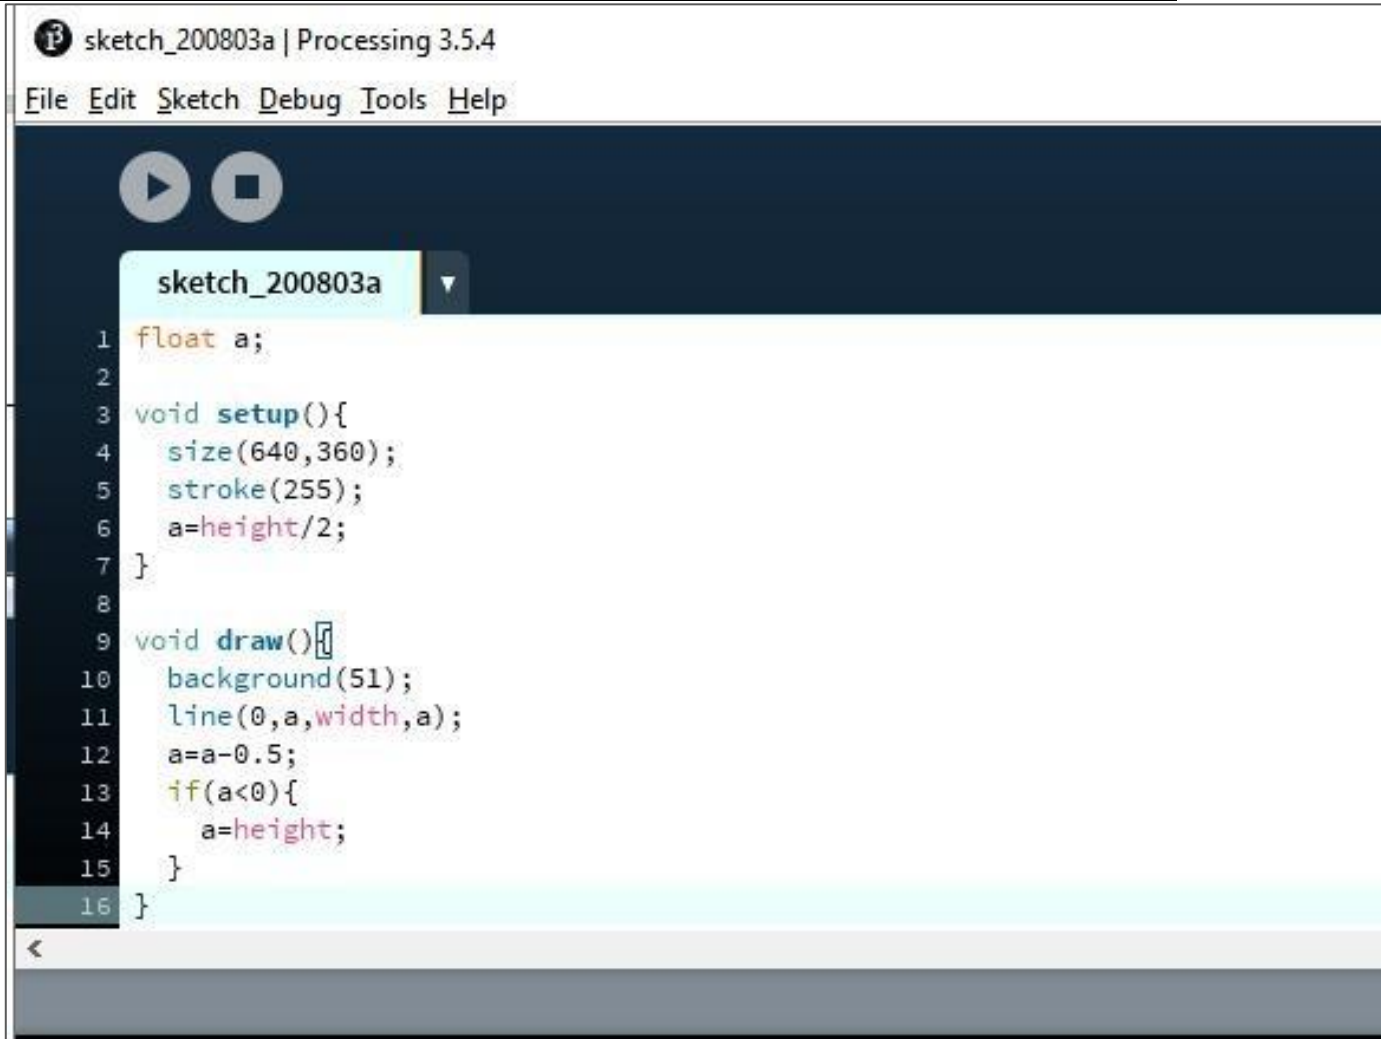 sketch_200803a | Processing 3.5.4
File Edit Sketch Debug Tools Help
sketch_200803a
1 float a;
2
3 void setup(){
4   size(640,360);
5   stroke(255);
6   a=height/2;
7 }
8
9 void draw(){
10   background(51);
11   line(0,a,width,a);
12   a=a-0.5;
13   if(a<0){
14     a=height;
15   }
16 }